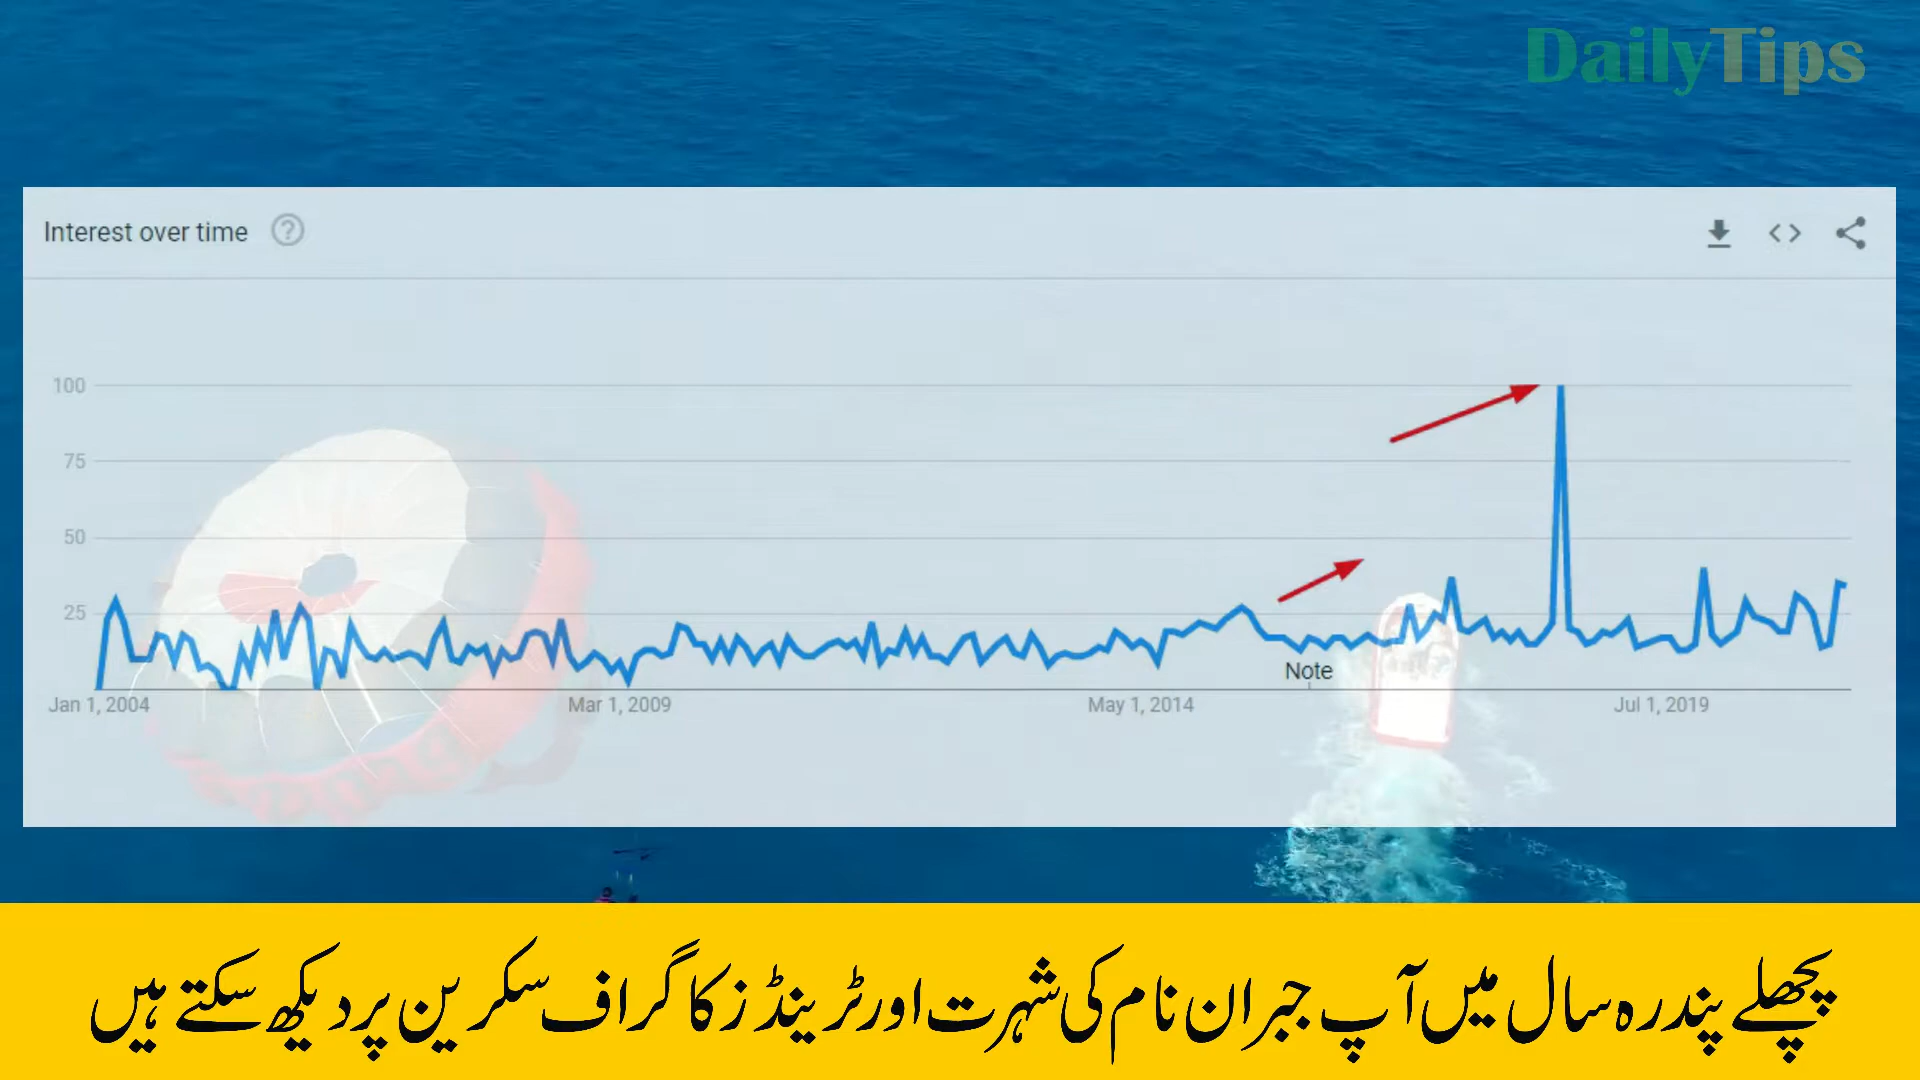 DailyTips
Interest over time
100
75
50
25
Note
Jan 1, 2004 Mar 1, 2009 May 1, 2014 Jul 1, 2019
پچھلے پندرہ سال میں آپ جبران نام کی شہرت اور ٹرینڈز کا گراف سکرین پر دیکھ سکتے ہیں